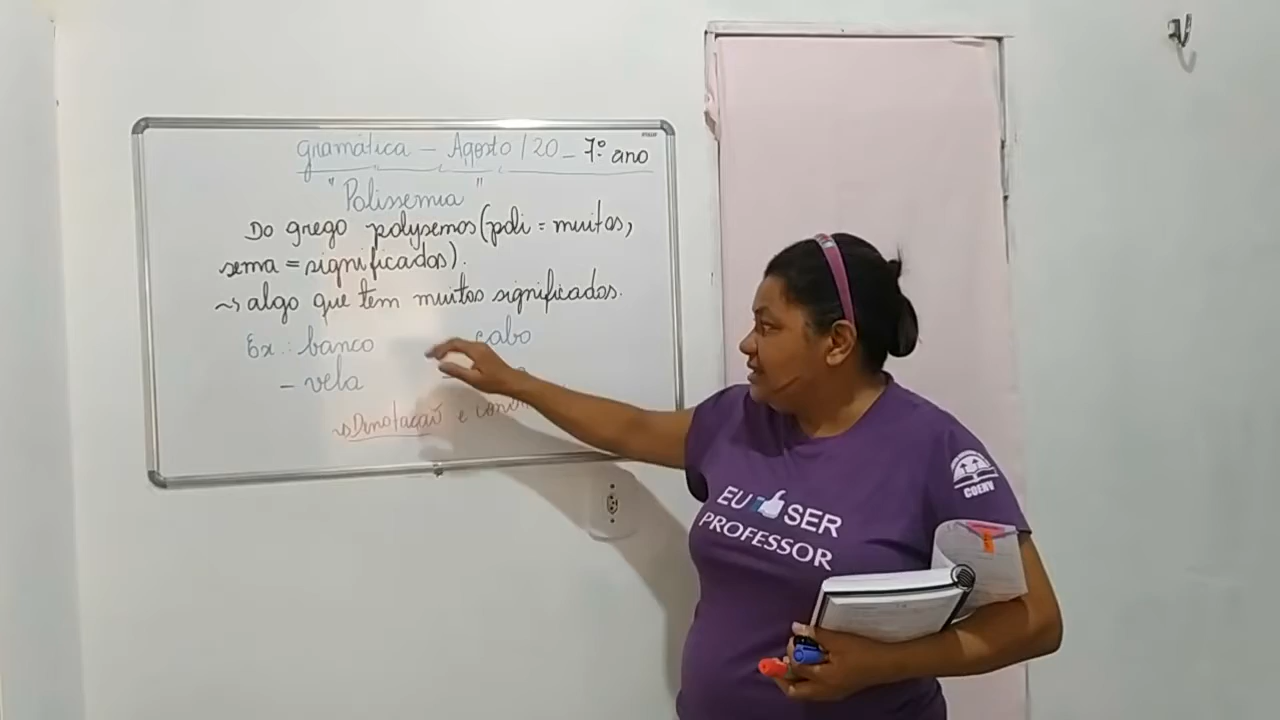 gramática - Agosto / 20 - 7º ano
"Polissemia"
Do grego polysemos (poli = muitos,
sema = significados).
↝ algo que tem muitos significados.
Ex.: banco - cabo
- vela -
↝ Denotação e
EU 👍 SER
PROFESSOR
COERV